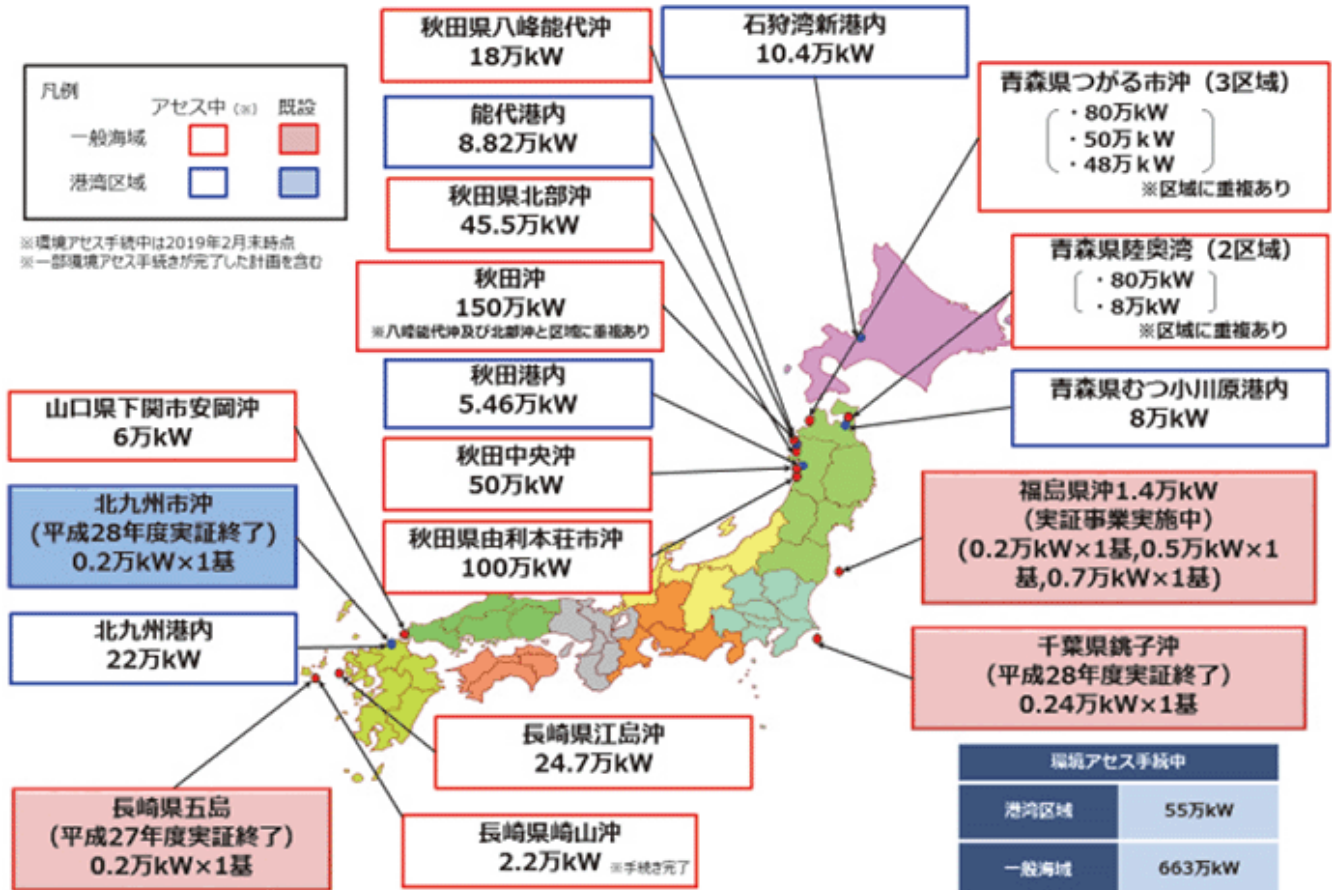 凡例
アセス中(※) 既設
一般海域
港湾区域
※環境アセス手続中は2019年2月末時点
※一部環境アセス手続きが完了した計画を含む
秋田県八峰能代沖
18万kW
能代港内
8.82万kW
秋田県北部沖
45.5万kW
秋田沖
150万kW
※八峰能代沖及び北部沖と区域に重複あり
秋田港内
5.46万kW
秋田中央沖
50万kW
秋田県由利本荘市沖
100万kW
石狩湾新港内
10.4万kW
青森県つがる市沖(3区域)
・80万kW
・50万kW
・48万kW
※区域に重複あり
青森県陸奥湾(2区域)
・80万kW
・8万kW
※区域に重複あり
青森県むつ小川原港内
8万kW
福島県沖1.4万kW
(実証事業実施中)
(0.2万kW×1基,0.5万kW×1
基,0.7万kW×1基)
千葉県銚子沖
(平成28年度実証終了)
0.24万kW×1基
山口県下関市安岡沖
6万kW
北九州市沖
(平成28年度実証終了)
0.2万kW×1基
北九州港内
22万kW
長崎県五島
(平成27年度実証終了)
0.2万kW×1基
長崎県江島沖
24.7万kW
長崎県崎山沖
2.2万kW ※手続き完了
環境アセス手続中
港湾区域 55万kW
一般海域 663万kW